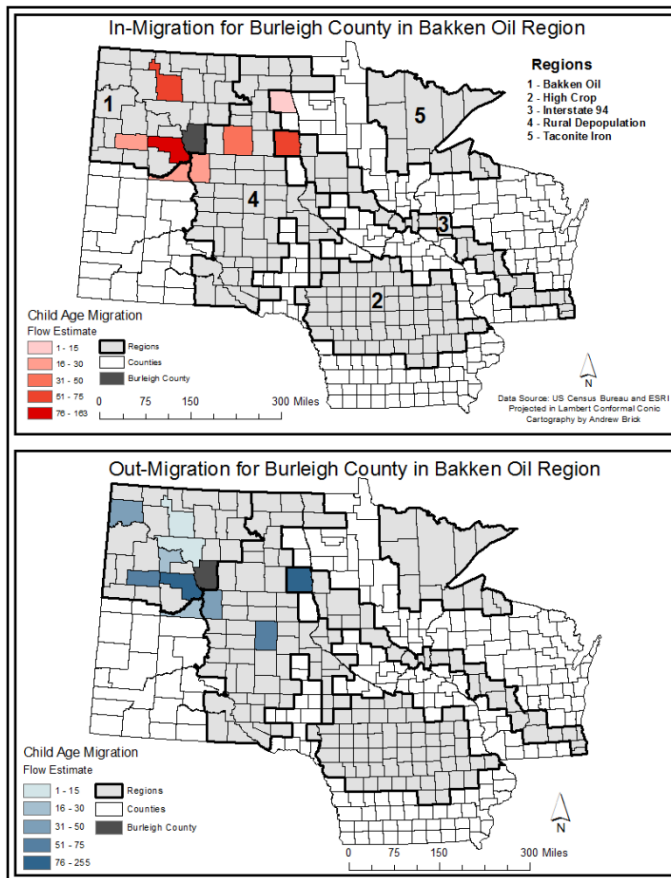 In-Migration for Burleigh County in Bakken Oil Region
Regions
1 - Bakken Oil
2 - High Crop
3 - Interstate 94
4 - Rural Depopulation
5 - Taconite Iron
1
5
4
3
2
Child Age Migration
Flow Estimate
1 - 15
16 - 30
31 - 50
51 - 75
76 - 163
Regions
Counties
Burleigh County
0 75 150 300 Miles
N
Data Source: US Census Bureau and ESRI
Projected in Lambert Conformal Conic
Cartography by Andrew Brick
Out-Migration for Burleigh County in Bakken Oil Region
Child Age Migration
Flow Estimate
1 - 15
16 - 30
31 - 50
51 - 75
76 - 255
Regions
Counties
Burleigh County
N
300 Miles
0 75 150